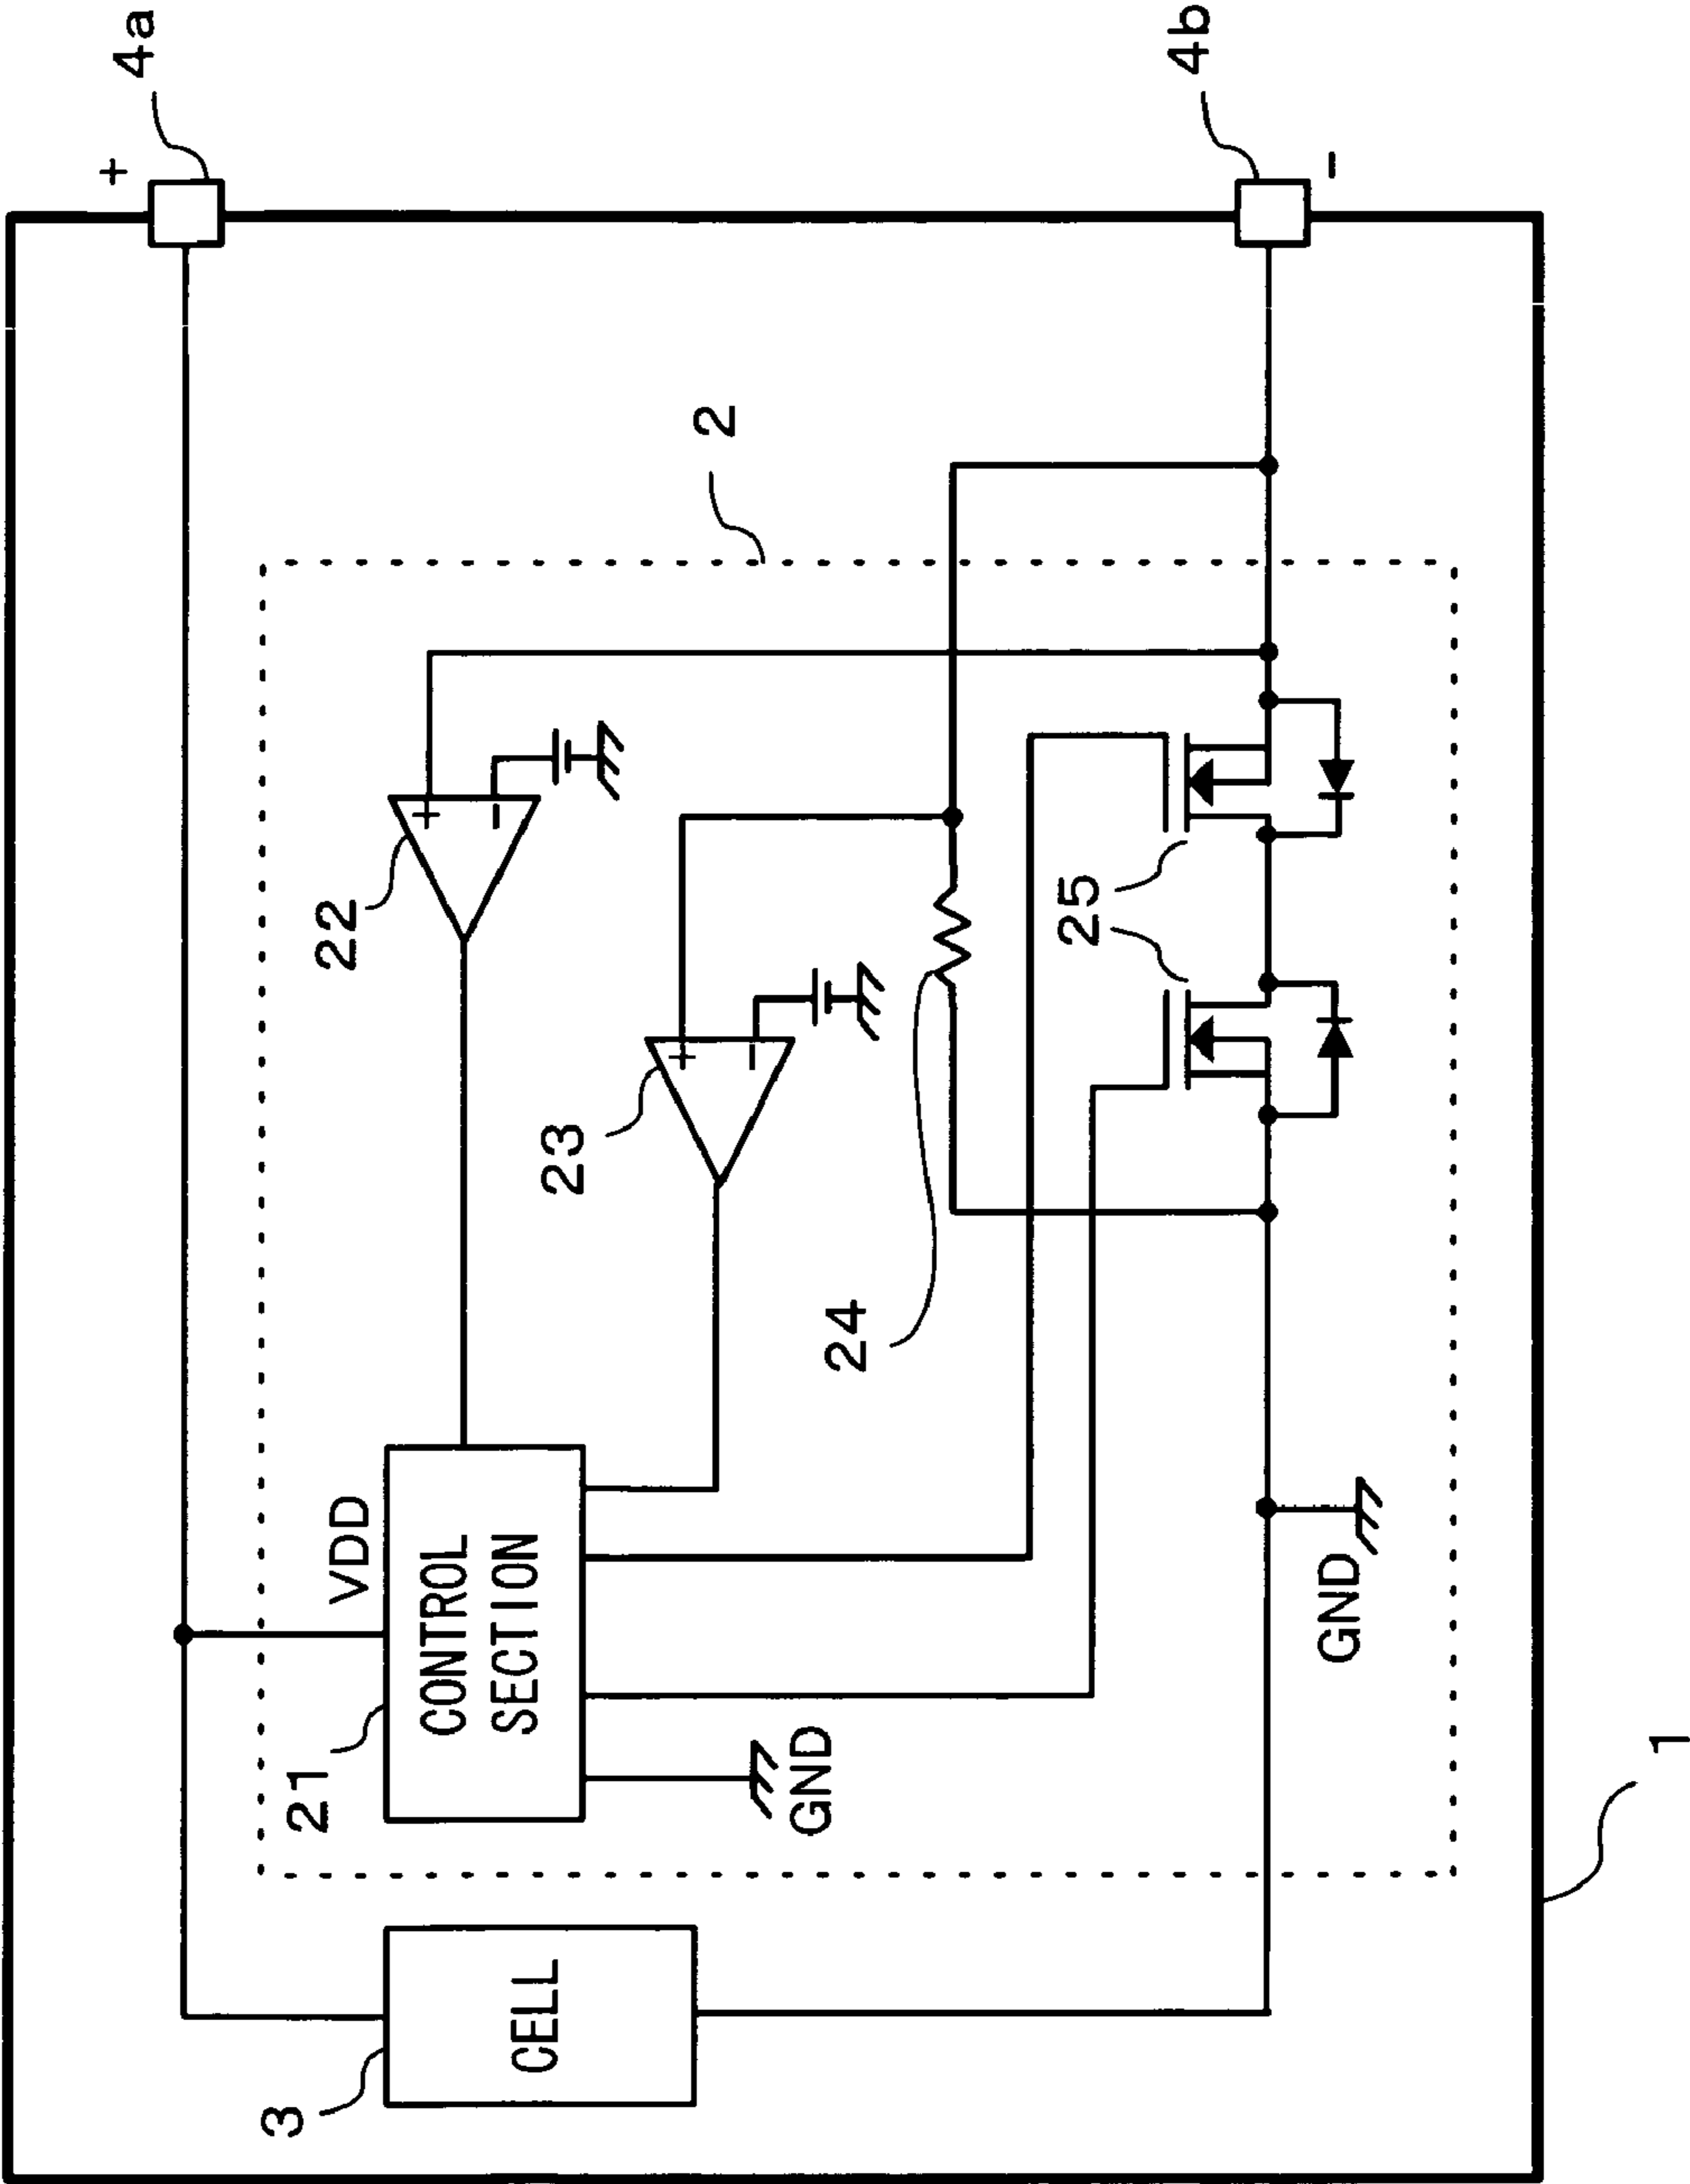 +
4a
VDD
21
CONTROL
SECTION
GND
22
+
−
2
23
+
−
3
CELL
24
25
GND
4b
−
1